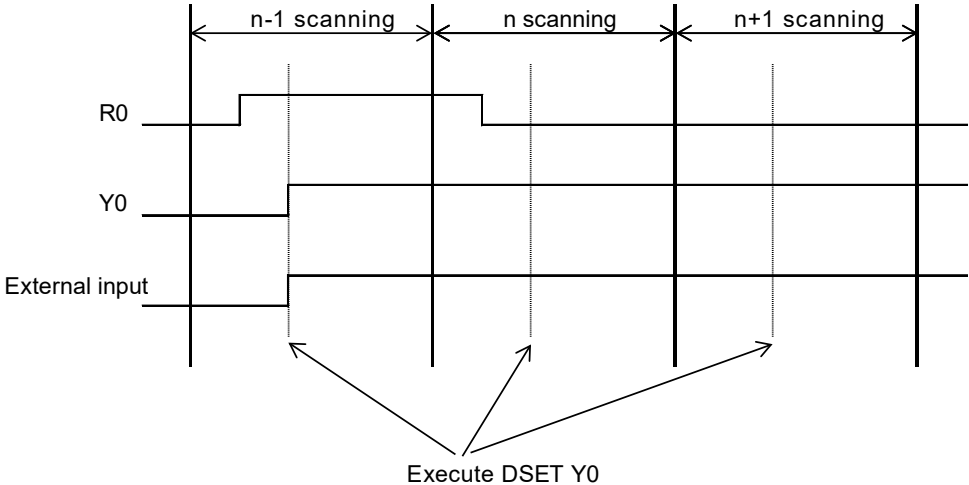 n-1 scanning n scanning n+1 scanning
R0
Y0
External input
Execute DSET Y0